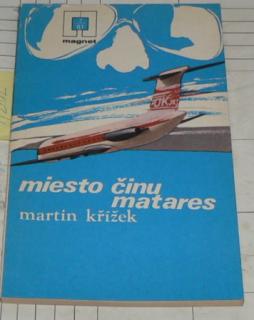 magnet
OK
miesto činu
matares
martin křížek